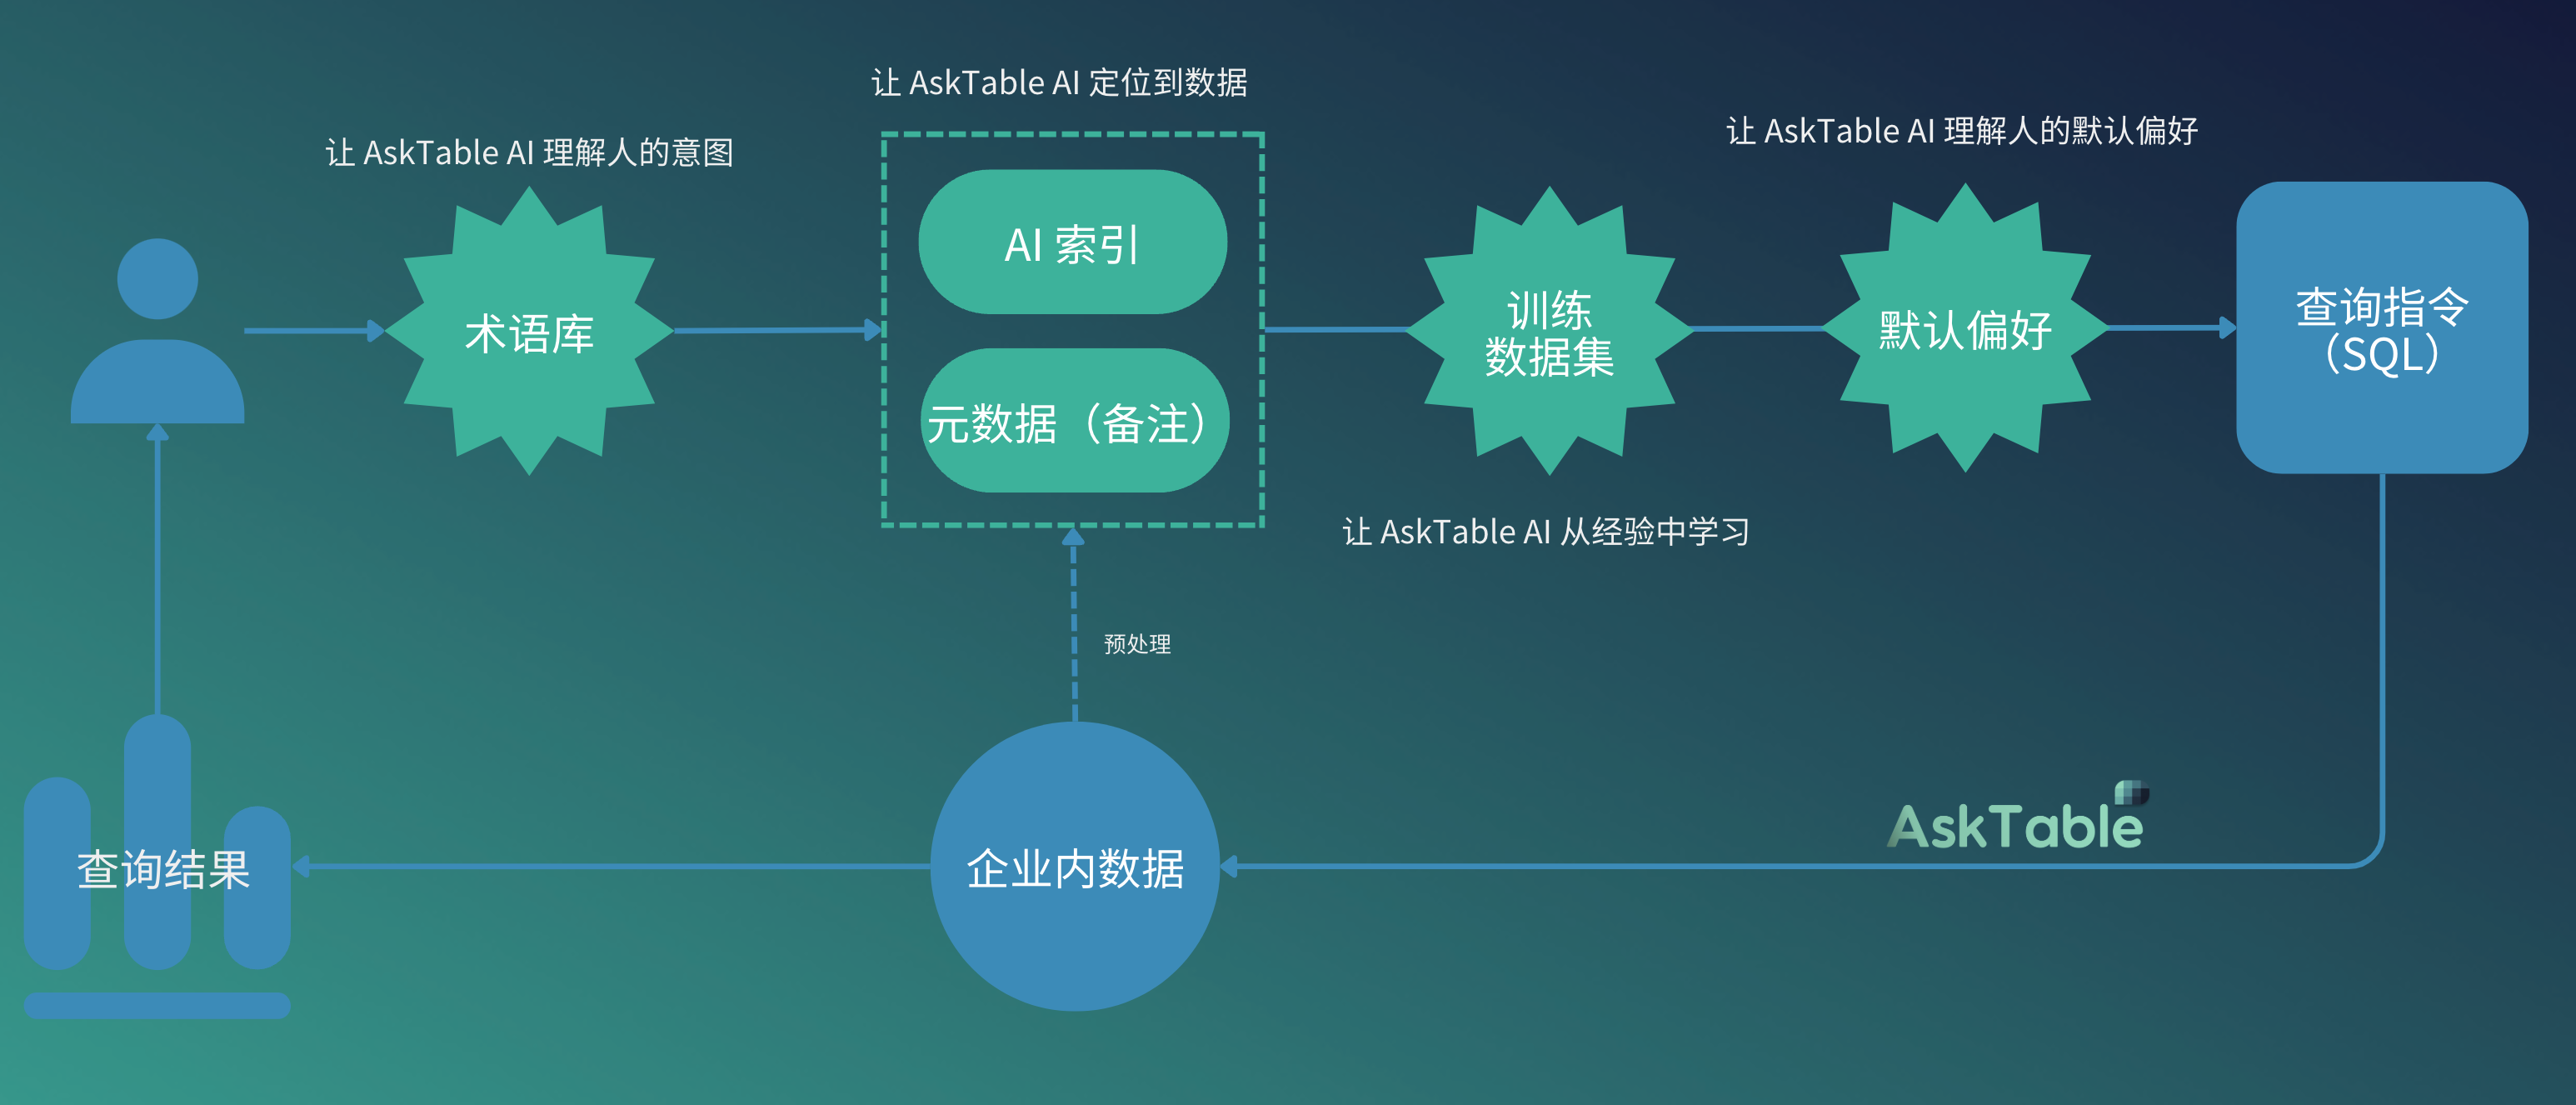 让 AskTable AI 定位到数据
让 AskTable AI 理解人的默认偏好
让 AskTable AI 理解人的意图
AI 索引
术语库
训练
数据集
默认偏好
查询指令
（SQL）
元数据（备注）
让 AskTable AI 从经验中学习
预处理
AskTable
查询结果
企业内数据